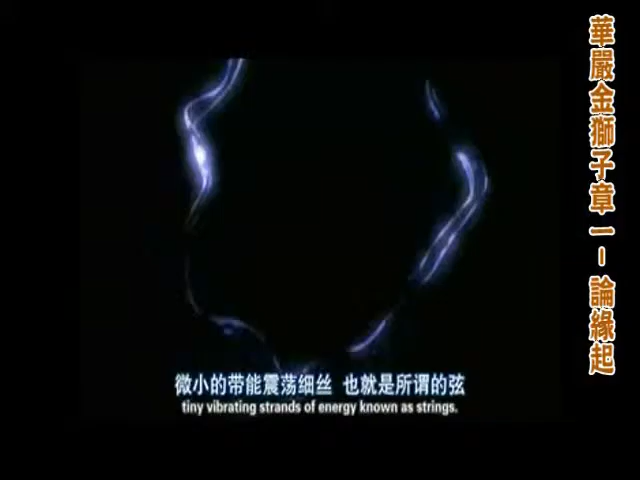 華嚴金獅子章一-論緣起
微小的带能震荡细丝 也就是所谓的弦
tiny vibrating strands of energy known as strings.